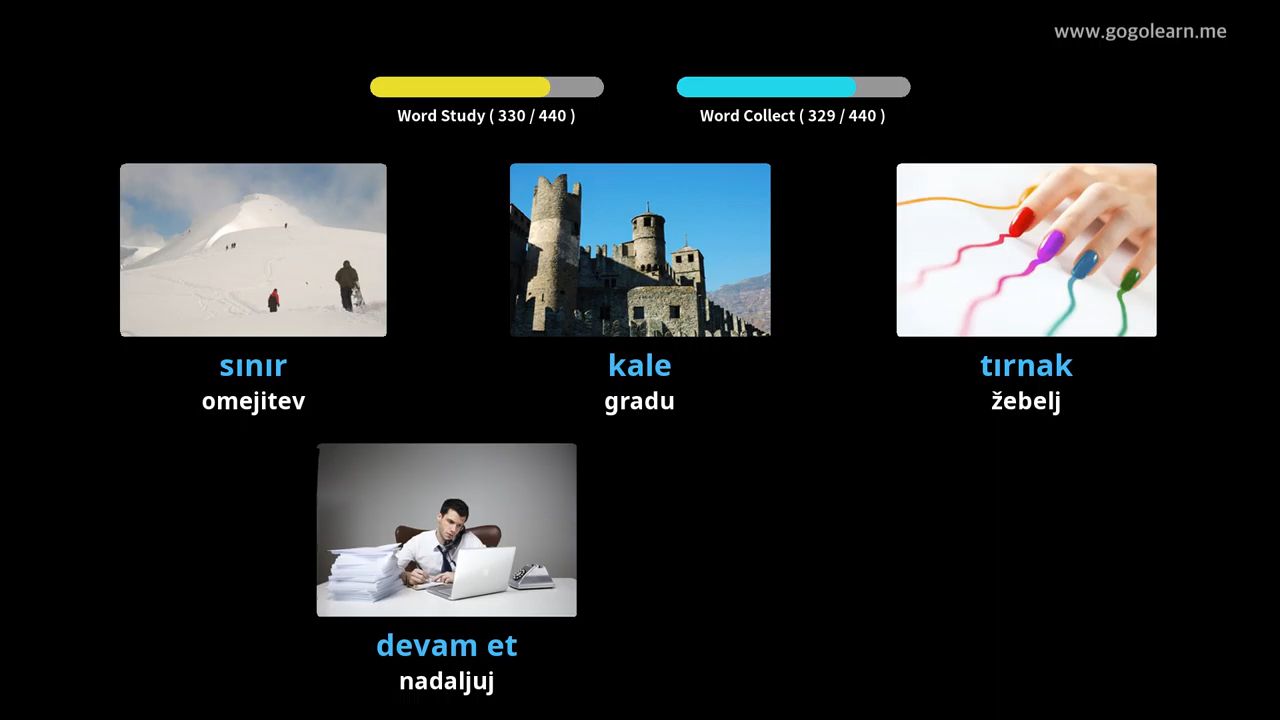 www.gogolearn.me
Word Study ( 330 / 440 )
Word Collect ( 329 / 440 )
sınır
omejitev
kale
gradu
tırnak
žebelj
devam et
nadaljuj